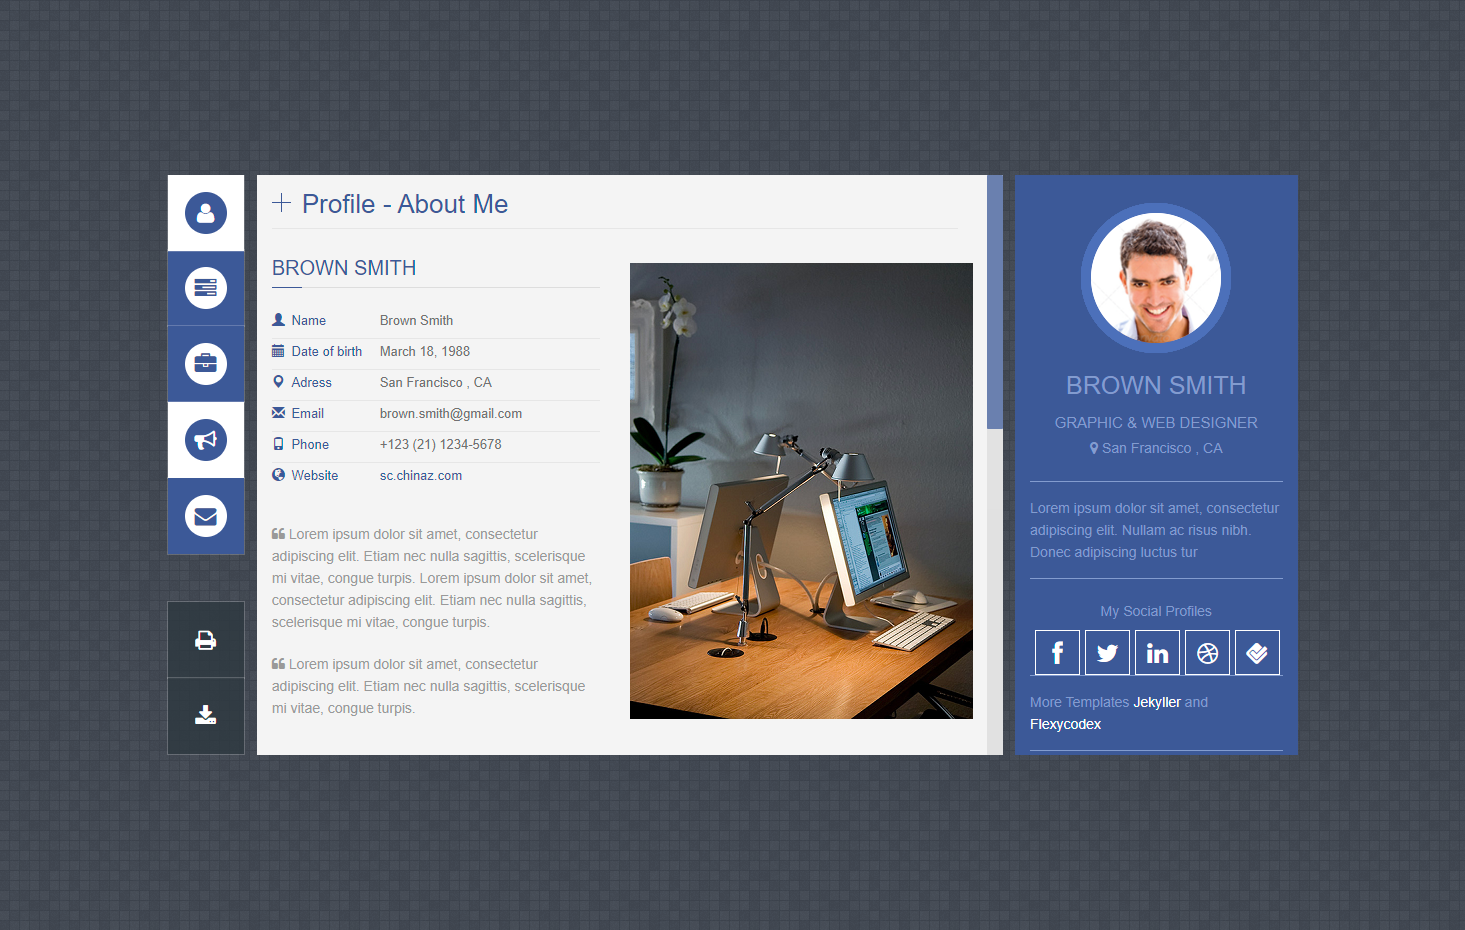 Profile - About Me
BROWN SMITH
Name Brown Smith
Date of birth March 18, 1988
Adress San Francisco , CA
Email brown.smith@gmail.com
Phone +123 (21) 1234-5678
Website sc.chinaz.com
Lorem ipsum dolor sit amet, consectetur
adipiscing elit. Etiam nec nulla sagittis, scelerisque
mi vitae, congue turpis. Lorem ipsum dolor sit amet,
consectetur adipiscing elit. Etiam nec nulla sagittis,
scelerisque mi vitae, congue turpis.
Lorem ipsum dolor sit amet, consectetur
adipiscing elit. Etiam nec nulla sagittis, scelerisque
mi vitae, congue turpis.
BROWN SMITH
GRAPHIC & WEB DESIGNER
San Francisco , CA
Lorem ipsum dolor sit amet, consectetur
adipiscing elit. Nullam ac risus nibh.
Donec adipiscing luctus tur
My Social Profiles
More Templates Jekyller and
Flexycodex